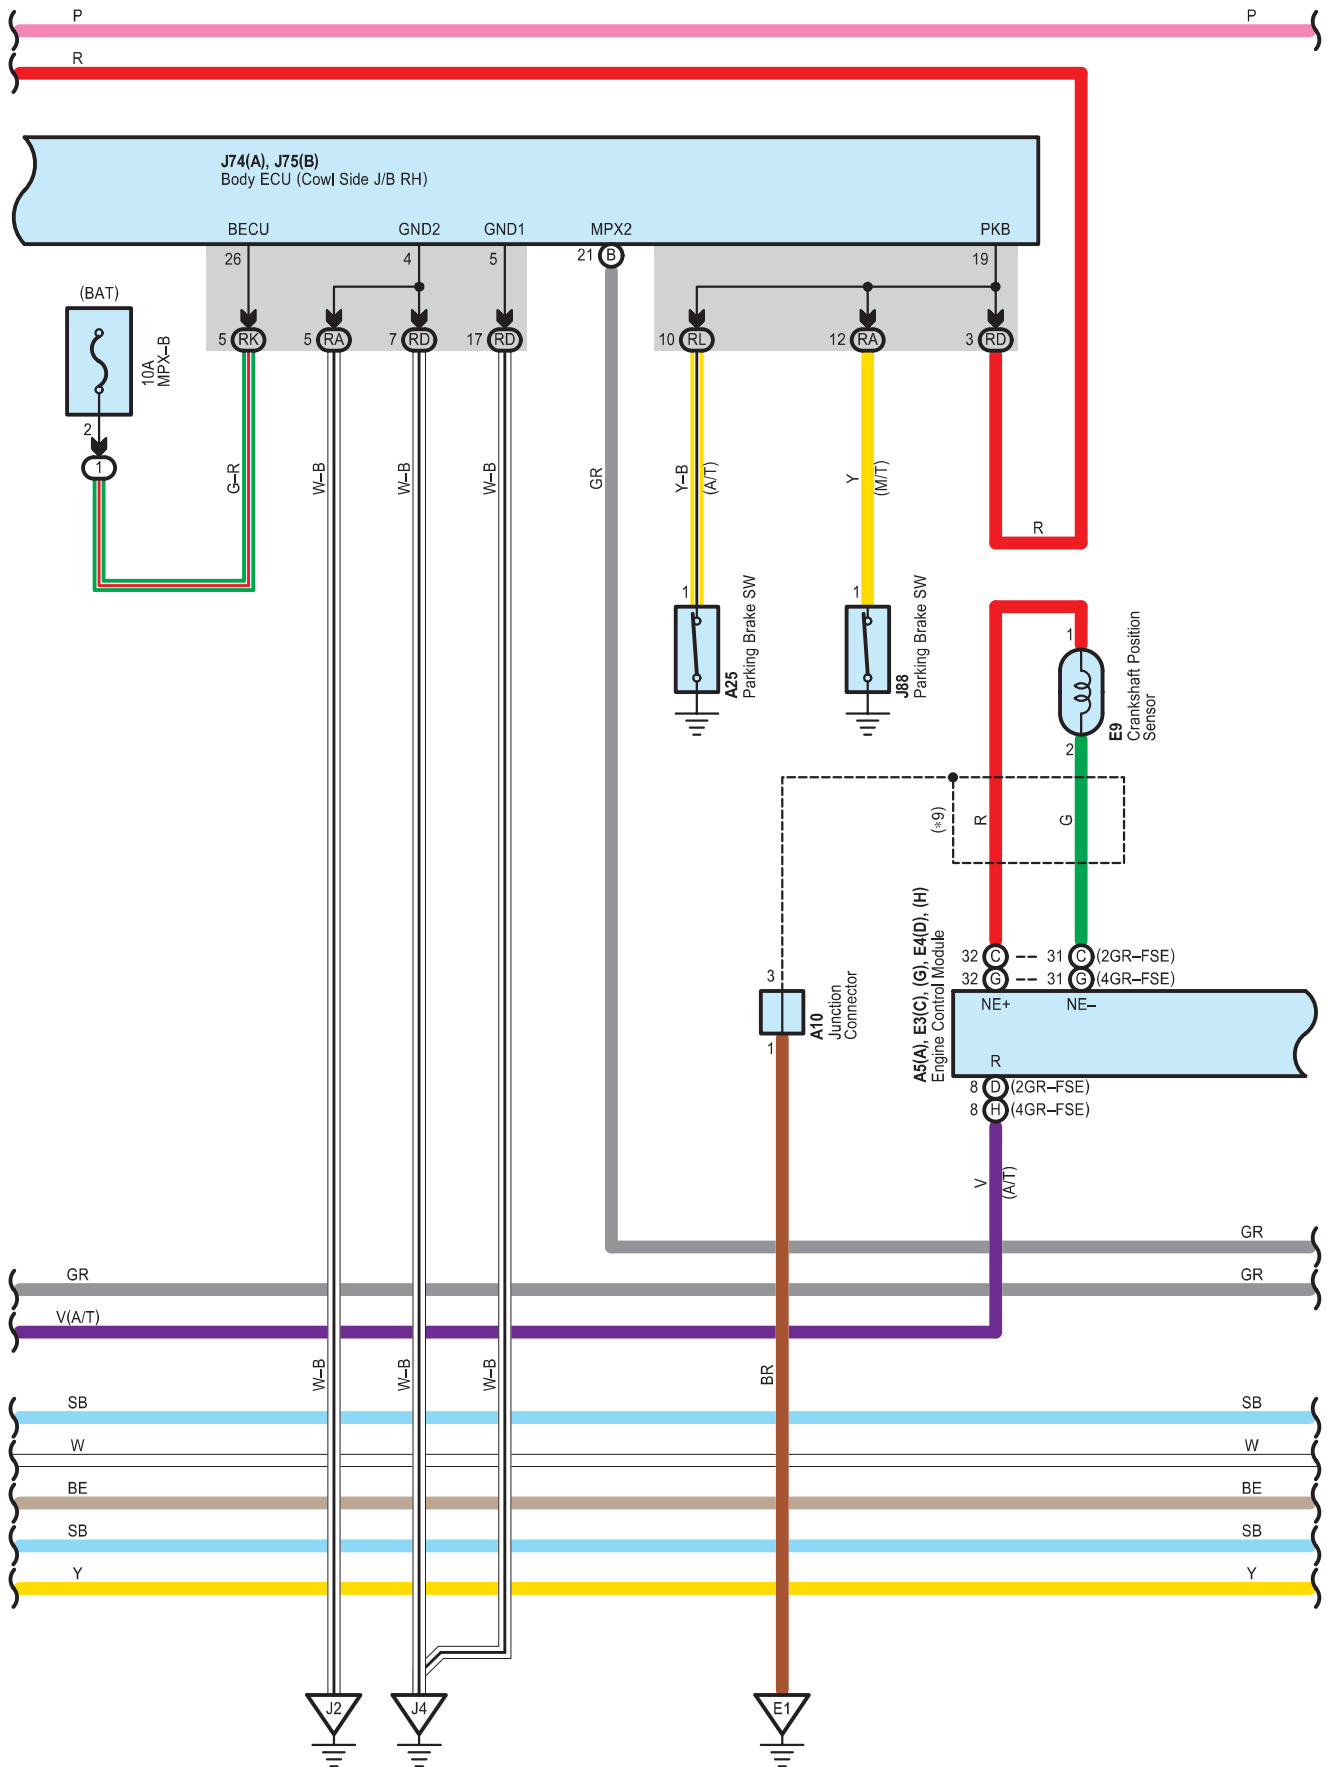 P P
R
J74(A), J75(B)
Body ECU (Cowl Side J/B RH)
BECU GND2 GND1 MPX2 PKB
26 4 5 21 B 19
(BAT)
10A
MPX–B
5 RK 5 RA 7 RD 17 RD 10 RL 12 RA 3 RD
2
1
G–R W–B W–B W–B GR Y–B (A/T) Y (M/T)
R
1 1
A25
Parking Brake SW
J88
Parking Brake SW
1
E9
Crankshaft Position
Sensor
2
(*9) R G
A5(A), E3(C), (G), E4(D), (H)
Engine Control Module
32 C -- 31 C (2GR–FSE)
32 G -- 31 G (4GR–FSE)
NE+ NE–
3
A10
Junction
Connector
1
R
8 D (2GR–FSE)
8 H (4GR–FSE)
V (A/T)
GR
GR GR
V(A/T)
W–B W–B W–B BR
SB SB
W W
BE BE
SB SB
Y Y
J2 J4 E1